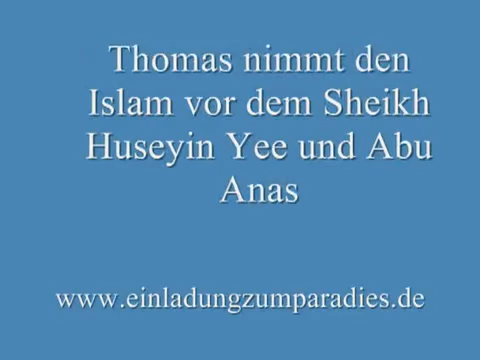 Thomas nimmt den
Islam vor dem Sheikh
Huseyin Yee und Abu
Anas
www.einladungzumparadies.de